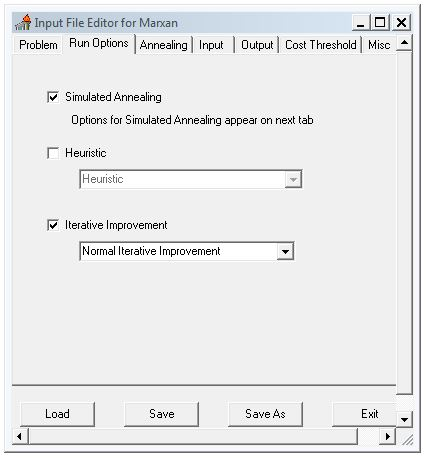 Input File Editor for Marxan
Problem Run Options Annealing Input Output Cost Threshold Misc
Simulated Annealing
Options for Simulated Annealing appear on next tab
Heuristic
Heuristic
Iterative Improvement
Normal Iterative Improvement
Load Save Save As Exit